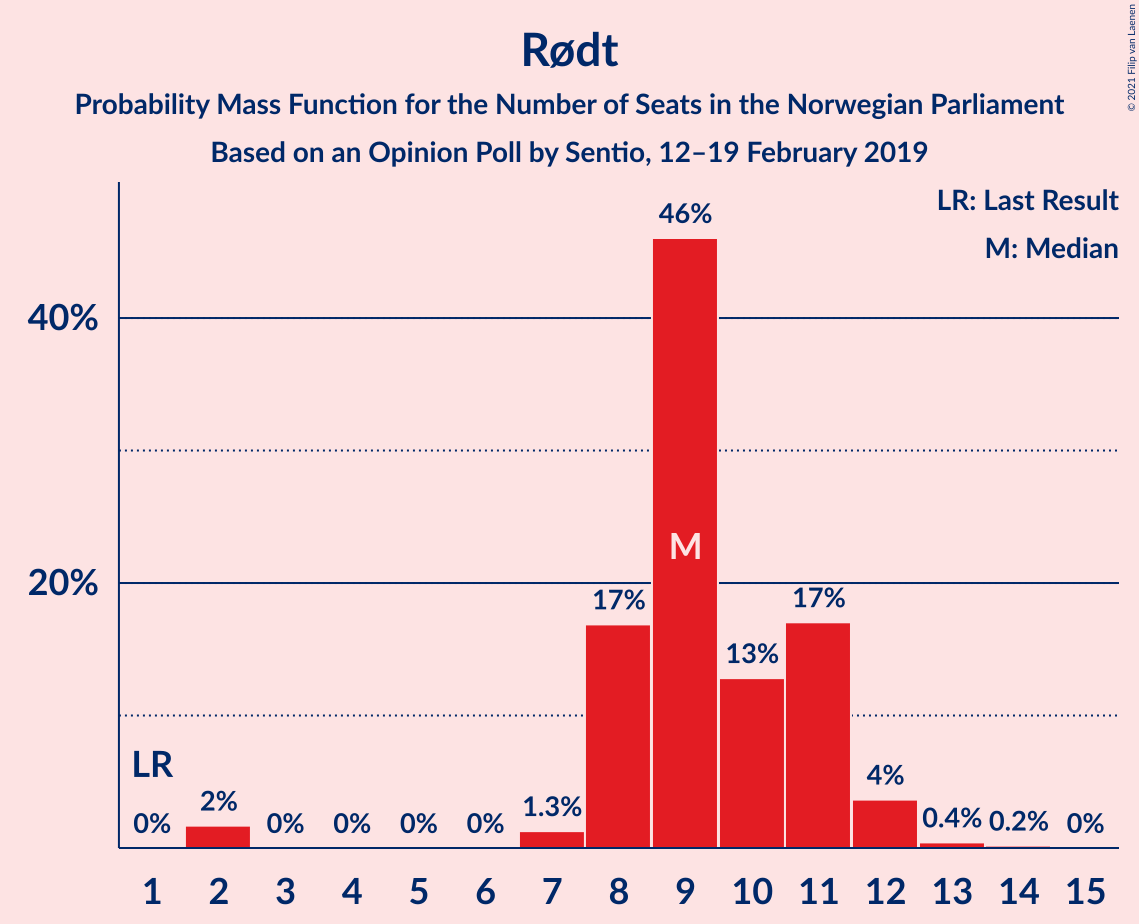 Rødt
Probability Mass Function for the Number of Seats in the Norwegian Parliament
Based on an Opinion Poll by Sentio, 12–19 February 2019
© 2021 Filip van Laenen
LR: Last Result
M: Median
40%
20%
LR
0%
2%
0%
0%
0%
0%
1.3%
17%
46%
M
13%
17%
4%
0.4%
0.2%
0%
1 2 3 4 5 6 7 8 9 10 11 12 13 14 15